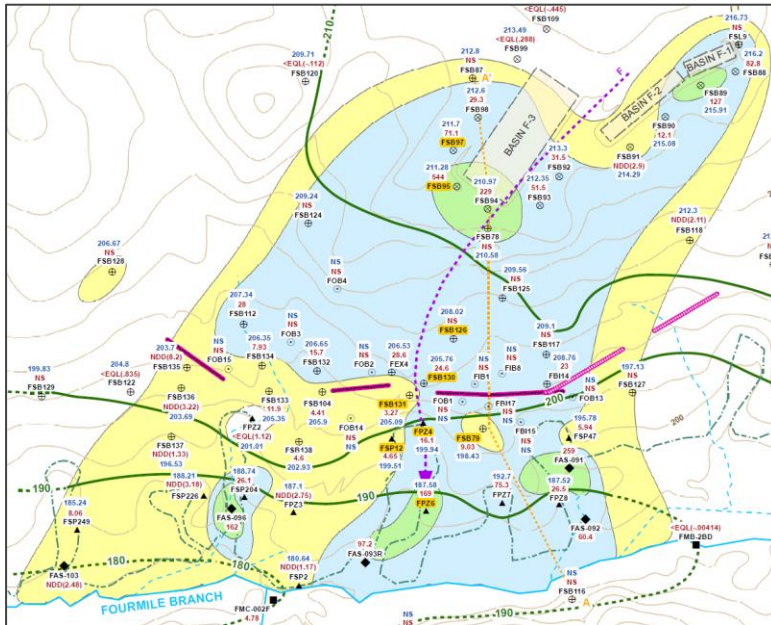 <EQL(-.445)
FSB109
213.49
<EQL(.288)
FSB99
216.73
NS
FSL9
210
209.71
<EQL(-.112)
FSB120
212.8
NS
FSB87
A'
212.6
29.3
FSB98
F
BASIN F-1
216.2
82.8
FSB88
BASIN F-2
FSB89
127
215.91
BASIN F-3
211.7
71.1
FSB97
FSB90
12.1
215.08
FSB91
NDD(2.9)
214.29
213.3
31.5
FSB92
211.28
544
FSB95
210.97
229
FSB94
212.35
51.5
FSB93
209.24
NS
FSB124
FSB78
NS
210.58
212.3
NDD(2.11)
FSB118
206.67
NS
FSB128
NS
NS
FOB4
209.56
NS
FSB125
207.34
28
FSB112
NS
NS
FOB3
208.02
NS
FSB126
209.1
NS
FSB117
203.7
NDD(8.2)
FSB135
NS
NS
FOB15
206.35
7.93
FSB134
206.65
15.7
FSB132
NS
NS
FOB2
206.53
28.6
FEX4
205.76
24.6
FSB130
NS
NS
FIB1
NS
NS
FIB8
208.76
23
FBI14
199.83
NS
FSB129
204.8
<EQL(.835)
FSB122
197.13
NS
FSB127
FSB136
NDD(3.22)
203.69
FSB133
11.9
205.35
FSB104
4.41
205.9
FSB131
3.27
205.09
FOB1
NS
NS
FBI17
NS
NS
200
FOB13
NS
NS
FPZ2
<EQL(1.12)
201.01
FOB14
NS
NS
FPZ4
16.1
199.94
FSB79
9.03
198.43
FBI15
NS
NS
195.78
5.94
FSP47
200
FSB137
NDD(1.33)
196.53
FSB138
4.6
202.93
FSP12
4.65
199.51
259
FAS-091
190
188.21
NDD(3.18)
FSP226
188.74
26.1
FSP204
187.1
NDD(2.75)
FPZ3
190
187.58
169
FPZ6
192.7
29.3
FPZ7
187.52
26.5
FPZ8
190
185.24
8.06
FSP249
FAS-096
162
FAS-092
60.4
<EQL(-.00414)
FMB-2BD
97.2
FAS-093R
180
180
180.64
NDD(1.17)
FSP2
FAS-103
NDD(2.48)
FOURMILE BRANCH
FMC-002F
4.78
NS
NS
FSB116
A
190
NS
NS